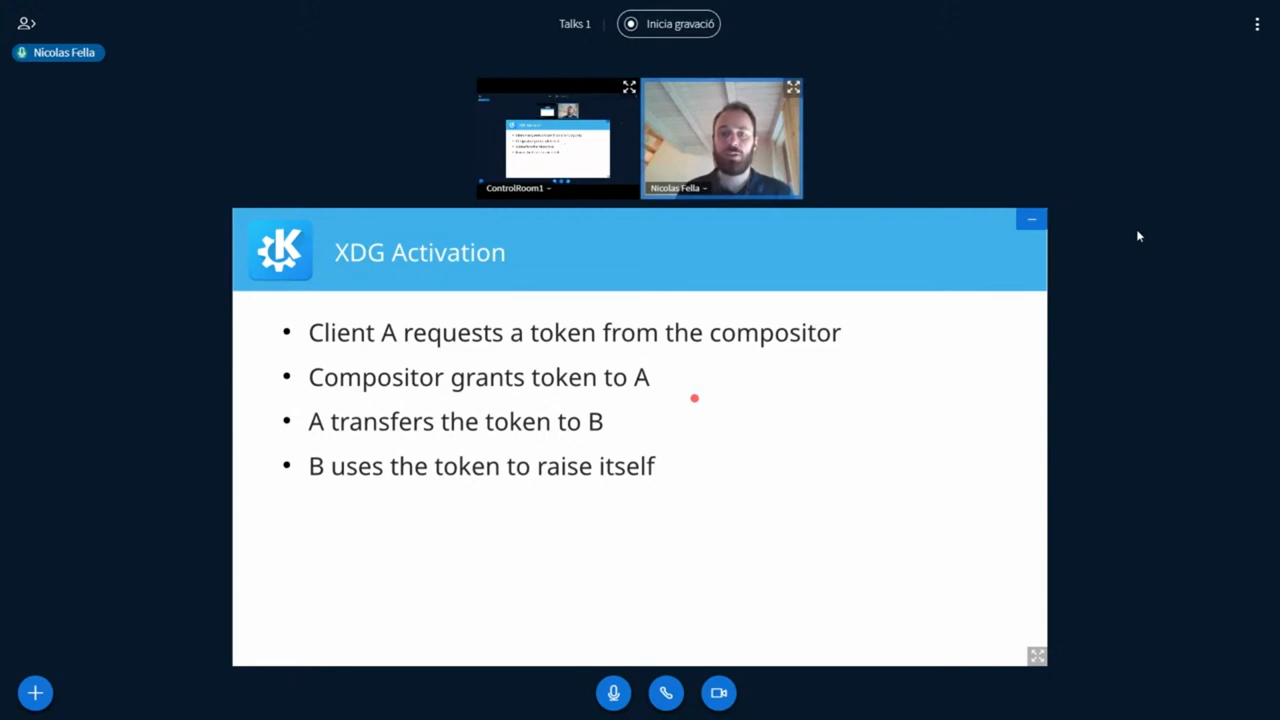 Talks 1
Inicia gravació
Nicolas Fella
ControlRoom1
Nicolas Fella
XDG Activation
• Client A requests a token from the compositor
• Compositor grants token to A
• A transfers the token to B
• B uses the token to raise itself